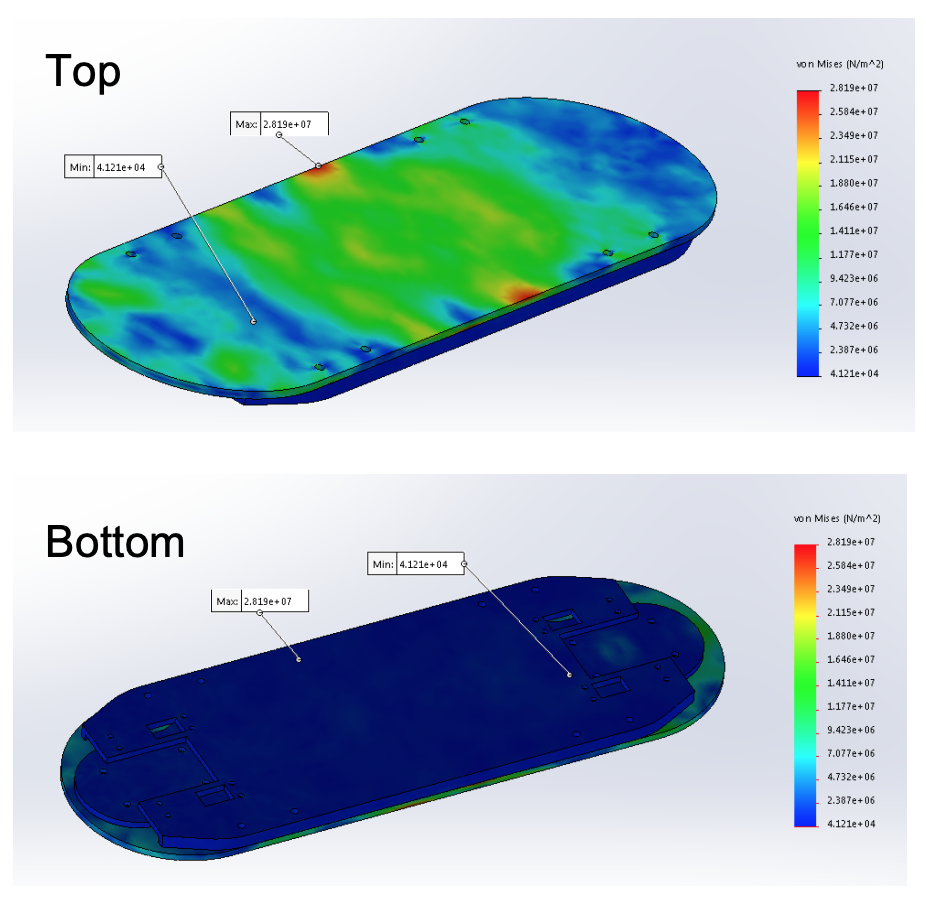 Top
von Mises (N/m^2)
Max: 2.819e+07
Min: 4.121e+04
2.819e+07
2.584e+07
2.349e+07
2.115e+07
1.880e+07
1.646e+07
1.411e+07
1.177e+07
9.423e+06
7.077e+06
4.732e+06
2.387e+06
4.121e+04
Bottom
von Mises (N/m^2)
Min: 4.121e+04
Max: 2.819e+07
2.819e+07
2.584e+07
2.349e+07
2.115e+07
1.880e+07
1.646e+07
1.411e+07
1.177e+07
9.423e+06
7.077e+06
4.732e+06
2.387e+06
4.121e+04